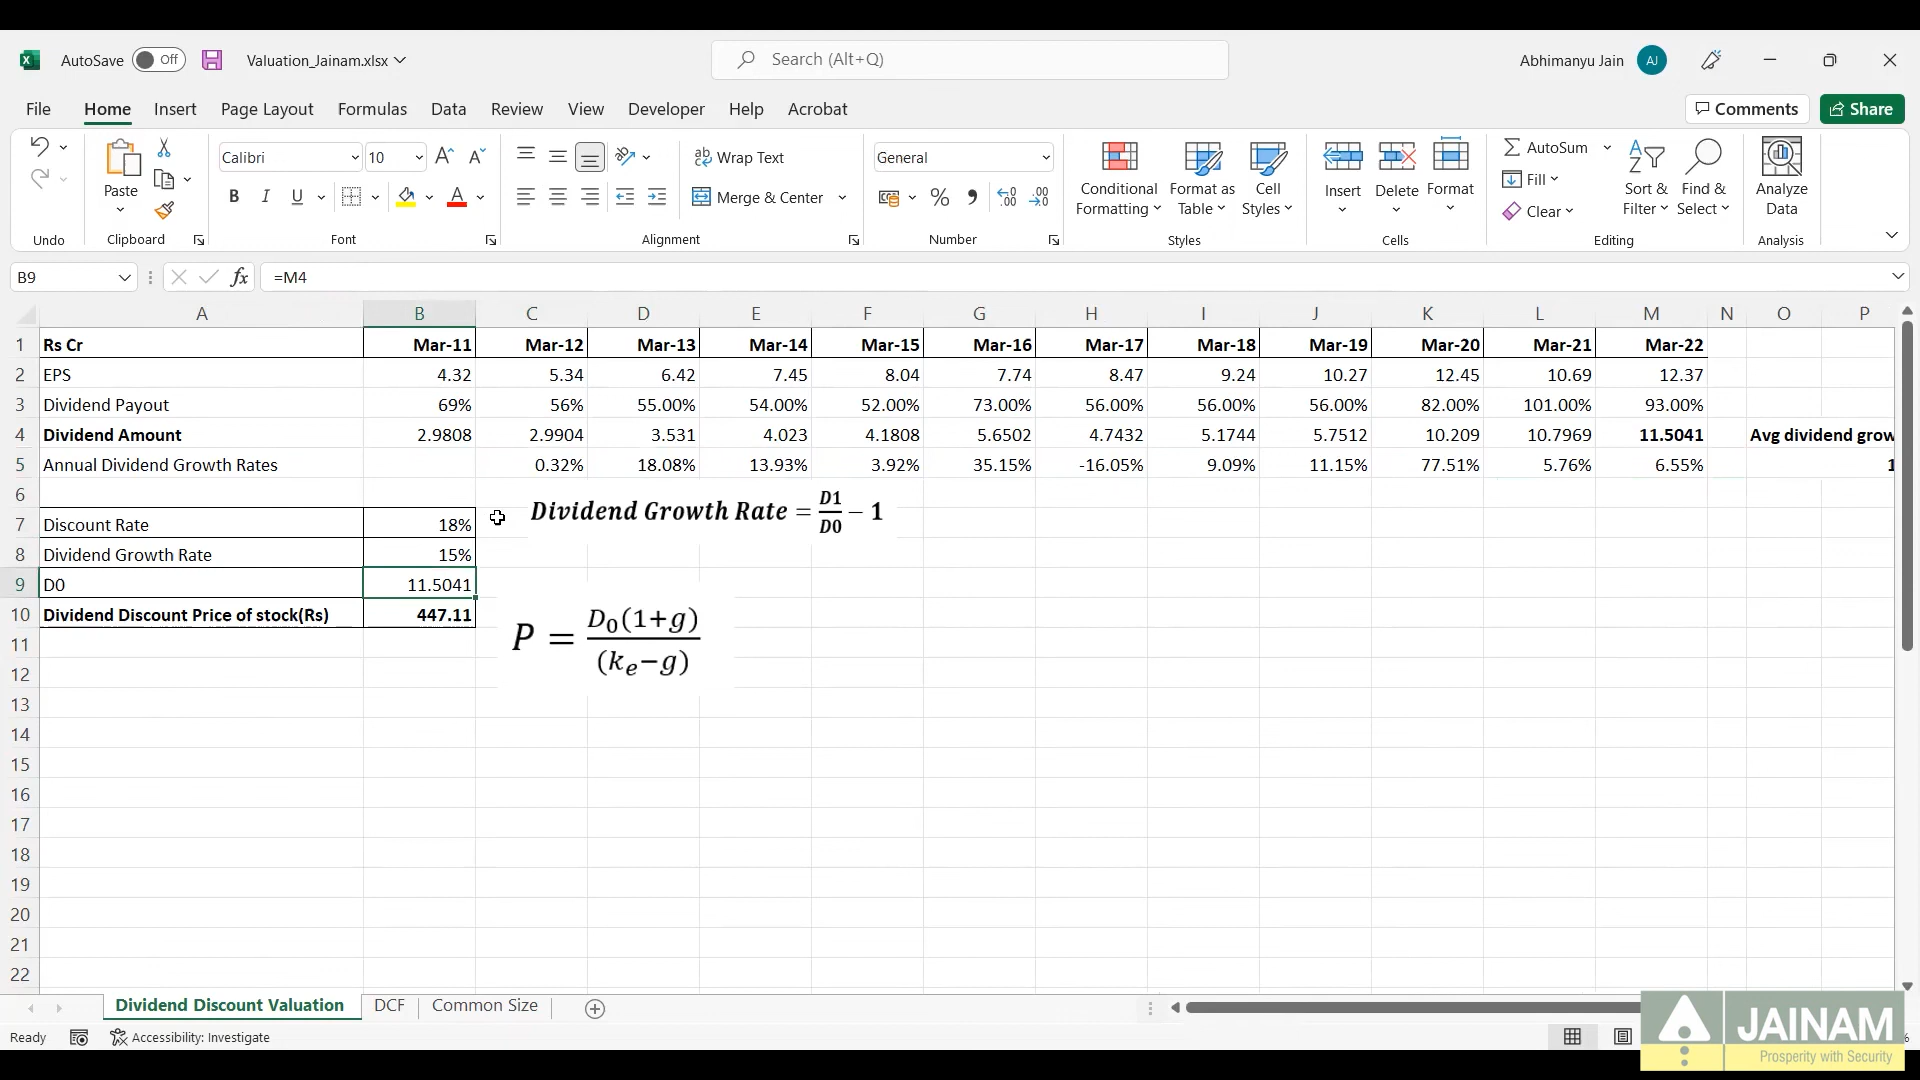 AutoSave Off Valuation_Jainam.xlsx Search (Alt+Q) Abhimanyu Jain AJ
File Home Insert Page Layout Formulas Data Review View Developer Help Acrobat Comments Share
Paste Calibri 10 B I U A Wrap Text Merge & Center General % Conditional Formatting Format as Table Cell Styles Insert Delete Format AutoSum Fill Clear Sort & Filter Find & Select Analyze Data
Undo Clipboard Font Alignment Number Styles Cells Editing Analysis
B9 fx =M4
A B C D E F G H I J K L M N O P
1 Rs Cr Mar-11 Mar-12 Mar-13 Mar-14 Mar-15 Mar-16 Mar-17 Mar-18 Mar-19 Mar-20 Mar-21 Mar-22
2 EPS 4.32 5.34 6.42 7.45 8.04 7.74 8.47 9.24 10.27 12.45 10.69 12.37
3 Dividend Payout 69% 56% 55.00% 54.00% 52.00% 73.00% 56.00% 56.00% 56.00% 82.00% 101.00% 93.00%
4 Dividend Amount 2.9808 2.9904 3.531 4.023 4.1808 5.6502 4.7432 5.1744 5.7512 10.209 10.7969 11.5041 Avg dividend grow
5 Annual Dividend Growth Rates 0.32% 18.08% 13.93% 3.92% 35.15% -16.05% 9.09% 11.15% 77.51% 5.76% 6.55% 1
6
Dividend Growth Rate = D1/D0 − 1
7 Discount Rate 18%
8 Dividend Growth Rate 15%
9 D0 11.5041
10 Dividend Discount Price of stock(Rs) 447.11
P = D₀(1+g)/(kₑ−g)
11
12
13
14
15
16
17
18
19
20
21
22
Dividend Discount Valuation DCF Common Size
Ready Accessibility: Investigate
JAINAM
Prosperity with Security